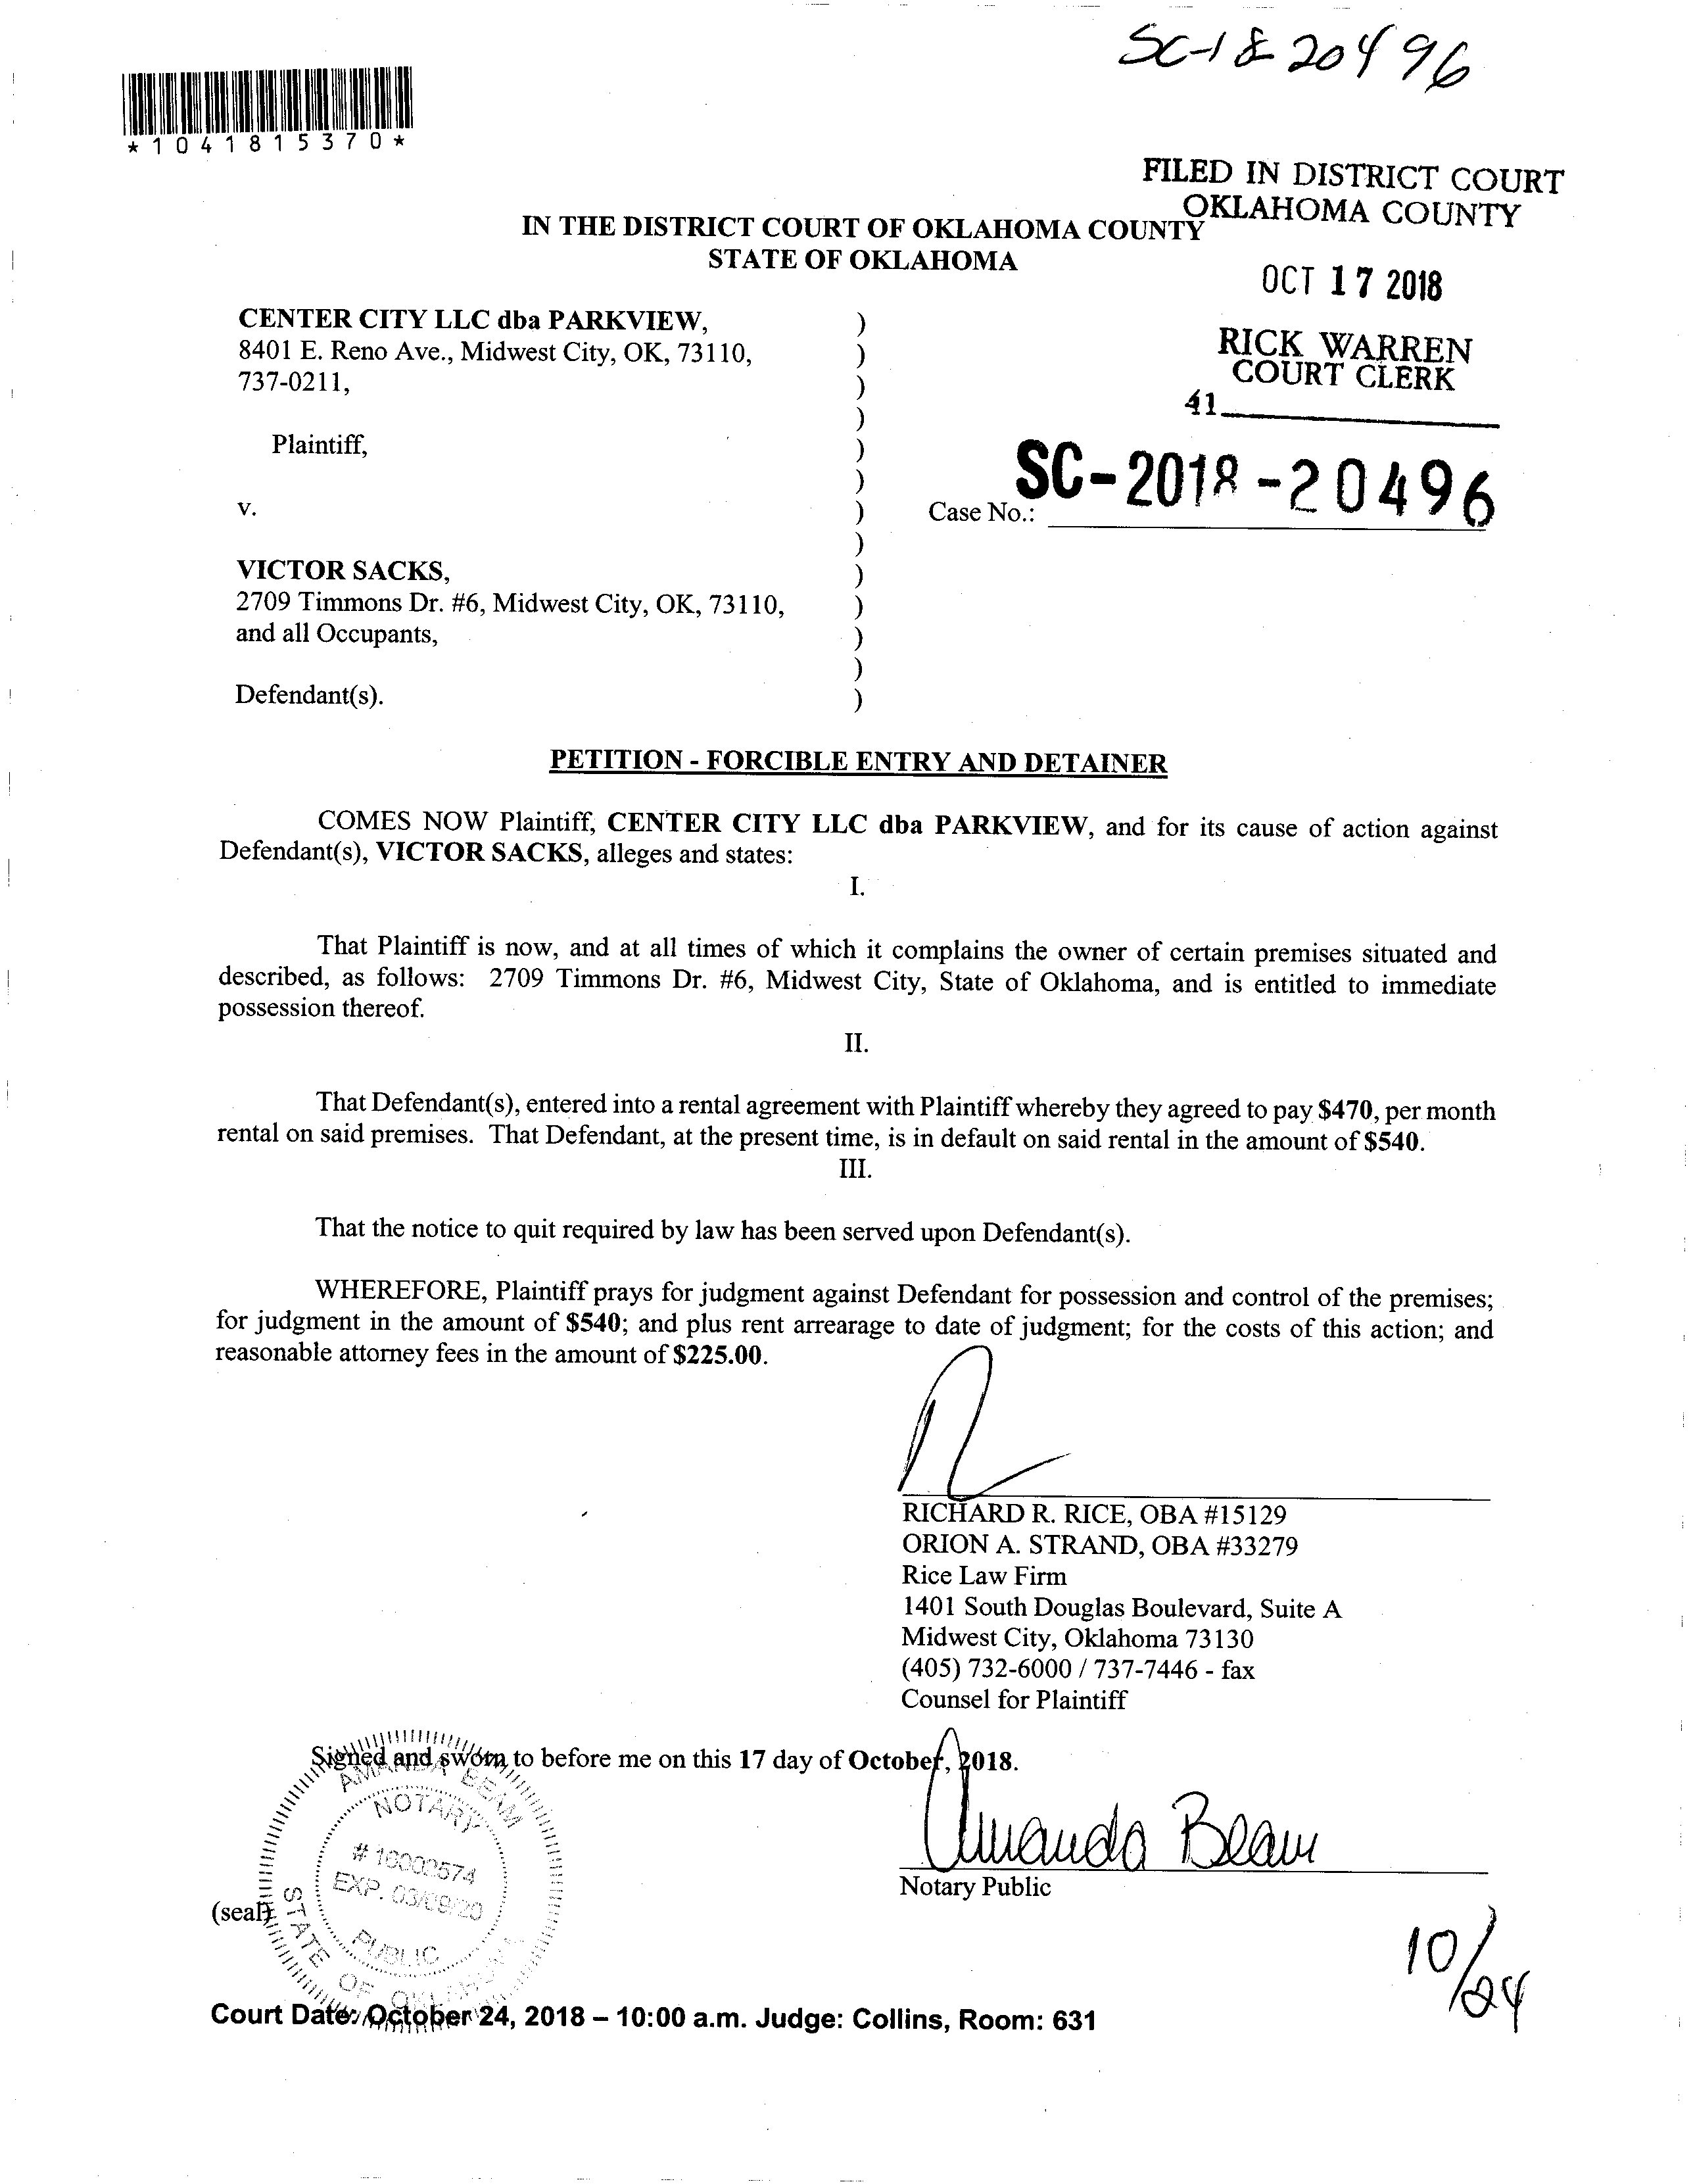 SC-18 20496
*1041815370*
FILED IN DISTRICT COURT
OKLAHOMA COUNTY
IN THE DISTRICT COURT OF OKLAHOMA COUNTY
STATE OF OKLAHOMA
OCT 17 2018
RICK WARREN
COURT CLERK
41
CENTER CITY LLC dba PARKVIEW, )
8401 E. Reno Ave., Midwest City, OK, 73110, )
737-0211, )
)
Plaintiff, )
)
v. ) Case No.: SC-2018-20496
)
VICTOR SACKS, )
2709 Timmons Dr. #6, Midwest City, OK, 73110, )
and all Occupants, )
)
Defendant(s). )
PETITION - FORCIBLE ENTRY AND DETAINER
COMES NOW Plaintiff, CENTER CITY LLC dba PARKVIEW, and for its cause of action against
Defendant(s), VICTOR SACKS, alleges and states:
I.
That Plaintiff is now, and at all times of which it complains the owner of certain premises situated and
described, as follows: 2709 Timmons Dr. #6, Midwest City, State of Oklahoma, and is entitled to immediate
possession thereof.
II.
That Defendant(s), entered into a rental agreement with Plaintiff whereby they agreed to pay $470, per month
rental on said premises. That Defendant, at the present time, is in default on said rental in the amount of $540.
III.
That the notice to quit required by law has been served upon Defendant(s).
WHEREFORE, Plaintiff prays for judgment against Defendant for possession and control of the premises;
for judgment in the amount of $540; and plus rent arrearage to date of judgment; for the costs of this action; and
reasonable attorney fees in the amount of $225.00.
RICHARD R. RICE, OBA #15129
ORION A. STRAND, OBA #33279
Rice Law Firm
1401 South Douglas Boulevard, Suite A
Midwest City, Oklahoma 73130
(405) 732-6000 / 737-7446 - fax
Counsel for Plaintiff
Signed and sworn to before me on this 17 day of October, 2018.
AMANDA BEAM
NOTARY
EXP. 03/09/20
PUBLIC
STATE OF OKLAHOMA
Amanda Beam
Notary Public
(seal)
10/24
Court Date: October 24, 2018 – 10:00 a.m. Judge: Collins, Room: 631